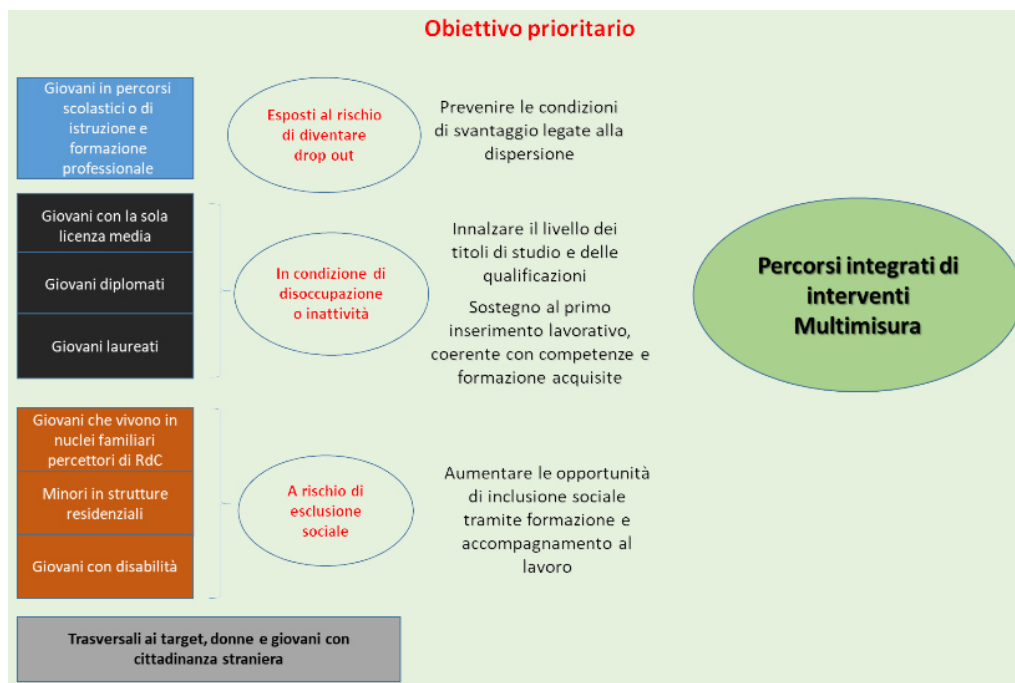 Obiettivo prioritario
Giovani in percorsi
scolastici o di
istruzione e
formazione
professionale
Esposti al rischio
di diventare
drop out
Prevenire le condizioni
di svantaggio legate alla
dispersione
Giovani con la sola
licenza media
Giovani diplomati
Giovani laureati
In condizione di
disoccupazione
o inattività
Innalzare il livello dei
titoli di studio e delle
qualificazioni
Sostegno al primo
inserimento lavorativo,
coerente con competenze e
formazione acquisite
Percorsi integrati di
interventi
Multimisura
Giovani che vivono in
nuclei familiari
percettori di RdC
Minori in strutture
residenziali
Giovani con disabilità
A rischio di
esclusione
sociale
Aumentare le opportunità
di inclusione sociale
tramite formazione e
accompagnamento al
lavoro
Trasversali ai target, donne e giovani con
cittadinanza straniera